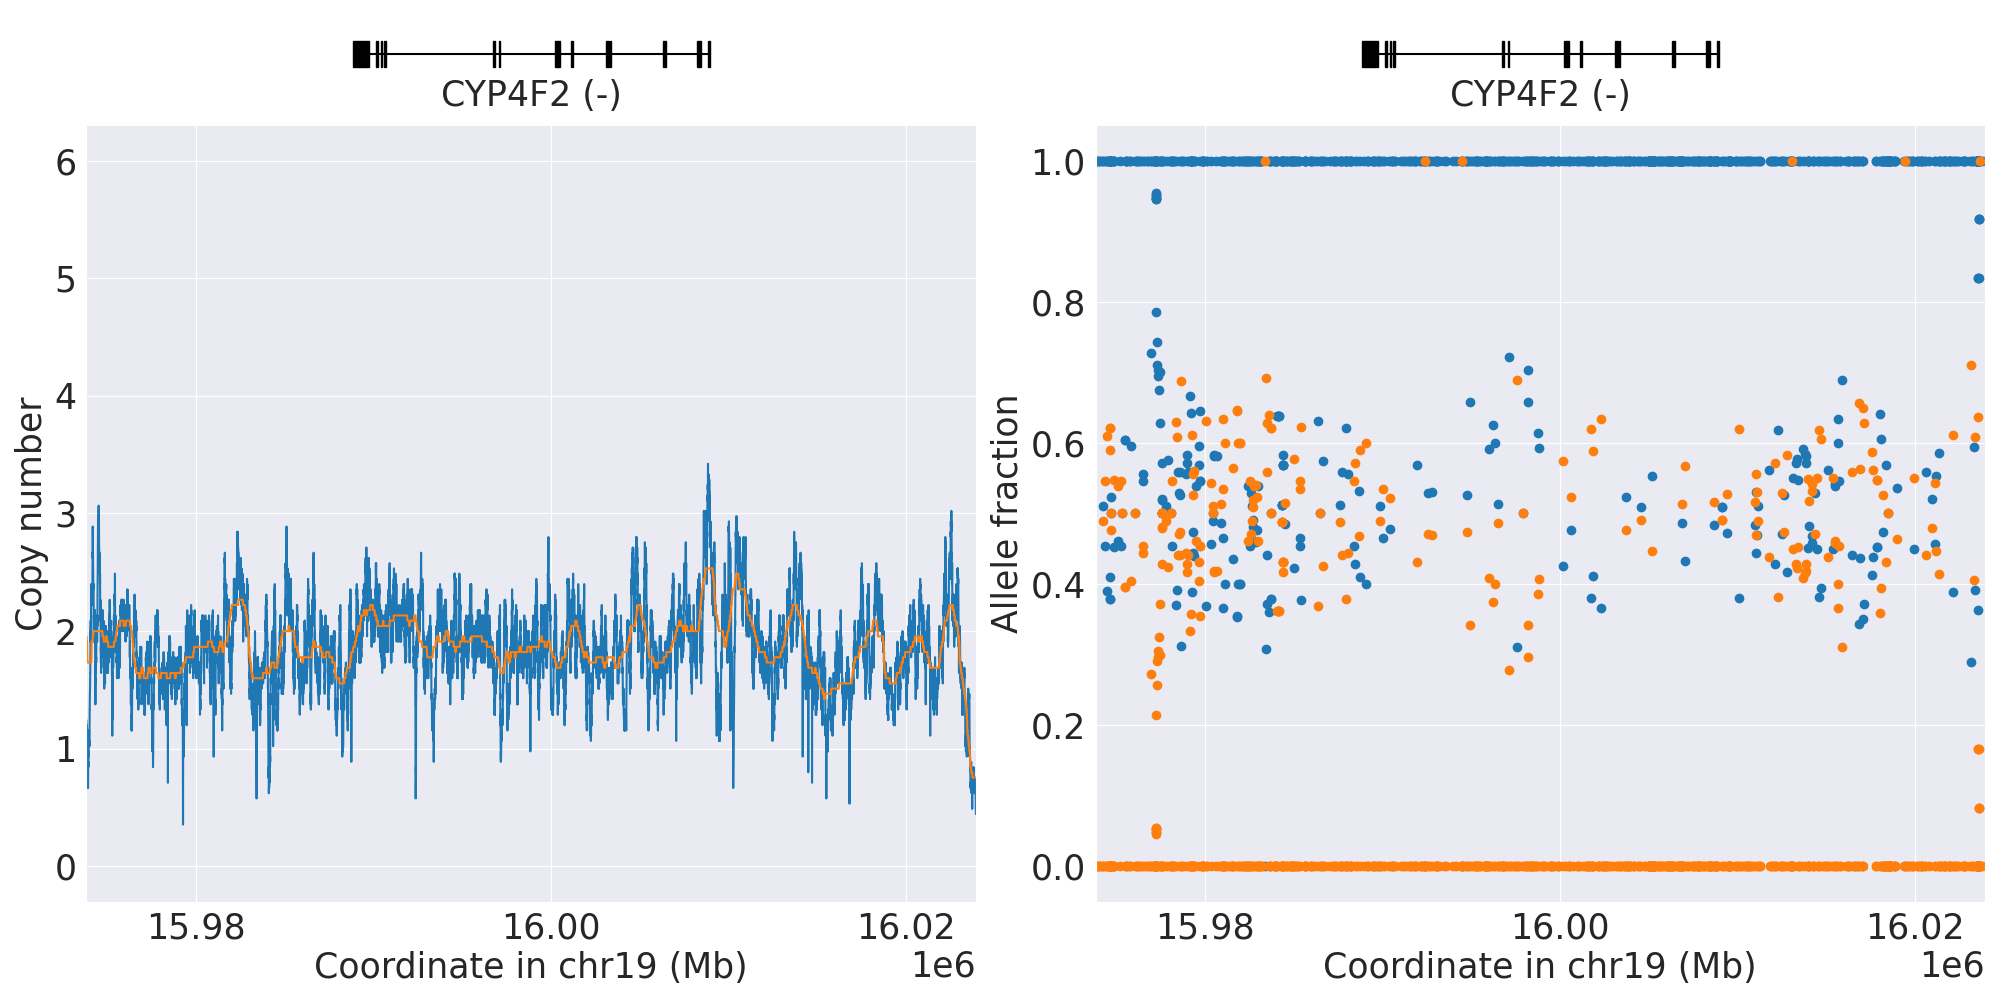 CYP4F2 (-)
6
5
4
3
2
1
0
Copy number
15.98
16.00
16.02
Coordinate in chr19 (Mb)
1e6
CYP4F2 (-)
1.0
0.8
0.6
0.4
0.2
0.0
Allele fraction
15.98
16.00
16.02
Coordinate in chr19 (Mb)
1e6